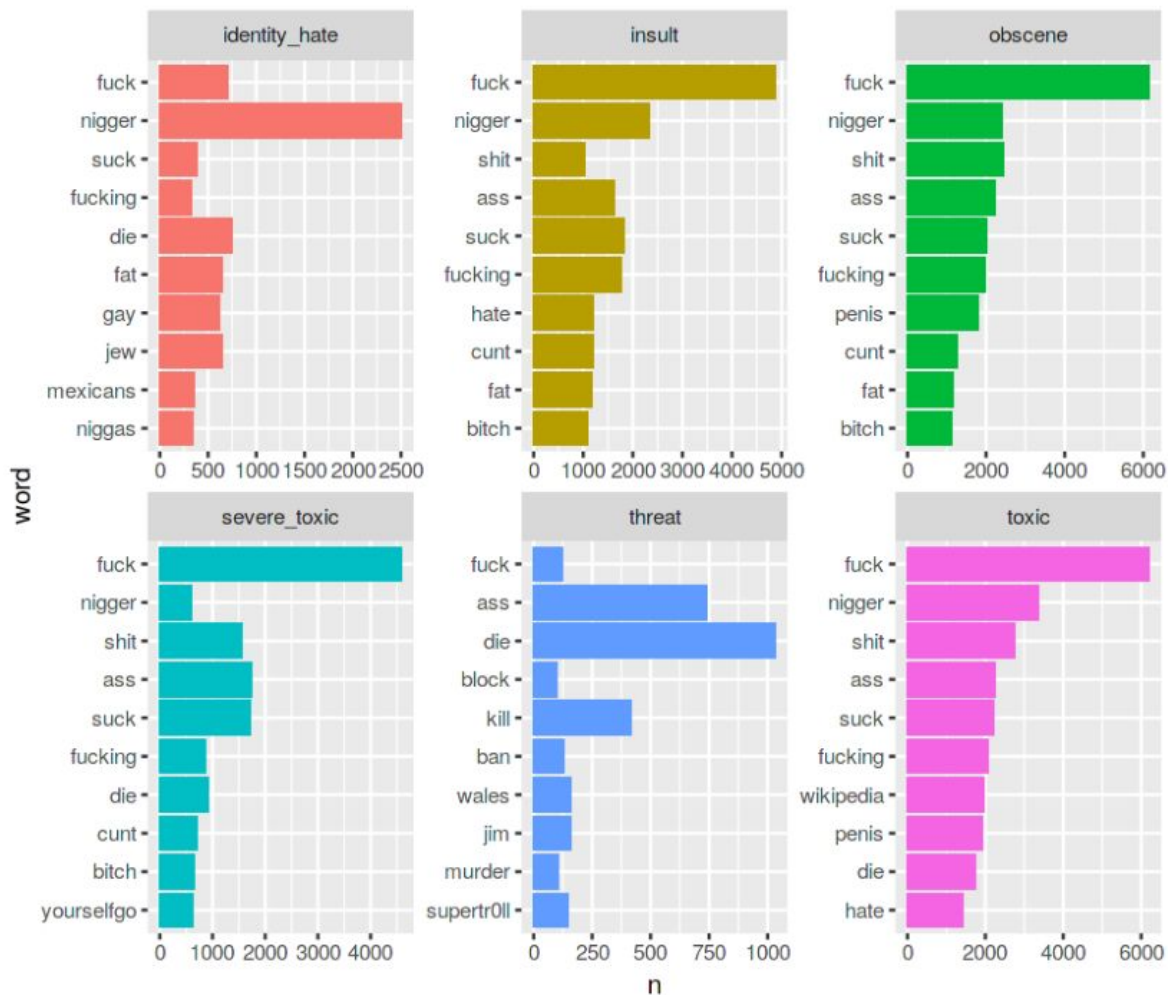 identity_hate
fuck
nigger
suck
fucking
die
fat
gay
jew
mexicans
niggas
0 500 1000 1500 2000 2500
insult
fuck
nigger
shit
ass
suck
fucking
hate
cunt
fat
bitch
0 1000 2000 3000 4000 5000
obscene
fuck
nigger
shit
ass
suck
fucking
penis
cunt
fat
bitch
0 2000 4000 6000
word
severe_toxic
fuck
nigger
shit
ass
suck
fucking
die
cunt
bitch
yourselfgo
0 1000 2000 3000 4000
threat
fuck
ass
die
block
kill
ban
wales
jim
murder
supertr0ll
0 250 500 750 1000
toxic
fuck
nigger
shit
ass
suck
fucking
wikipedia
penis
die
hate
0 2000 4000 6000
n